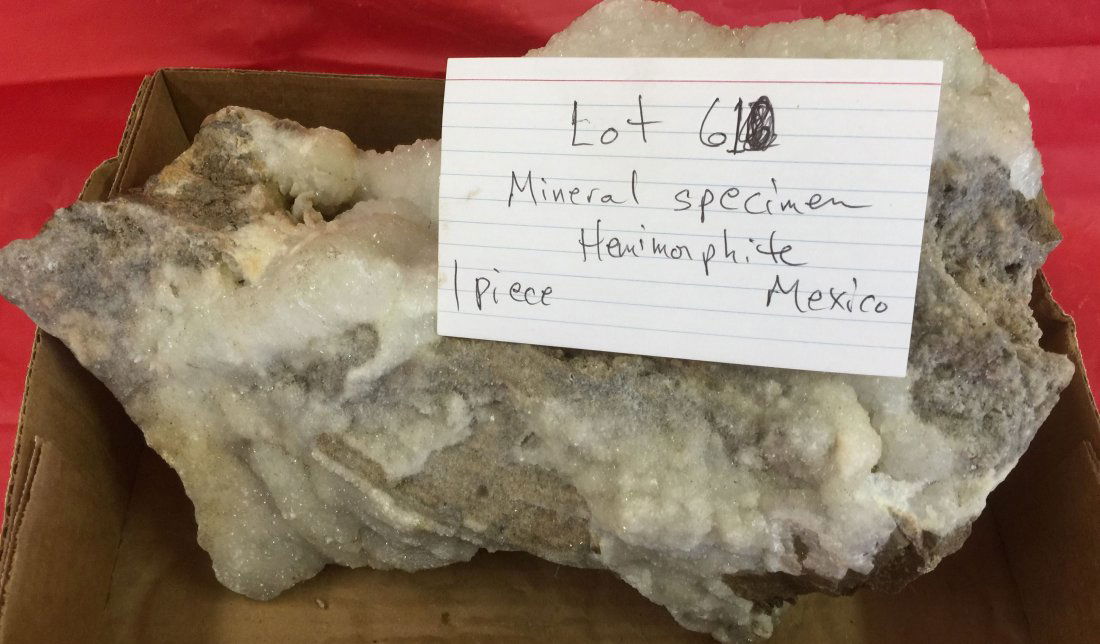 Lot 61
Mineral specimen
Hemimorphite
1 piece Mexico